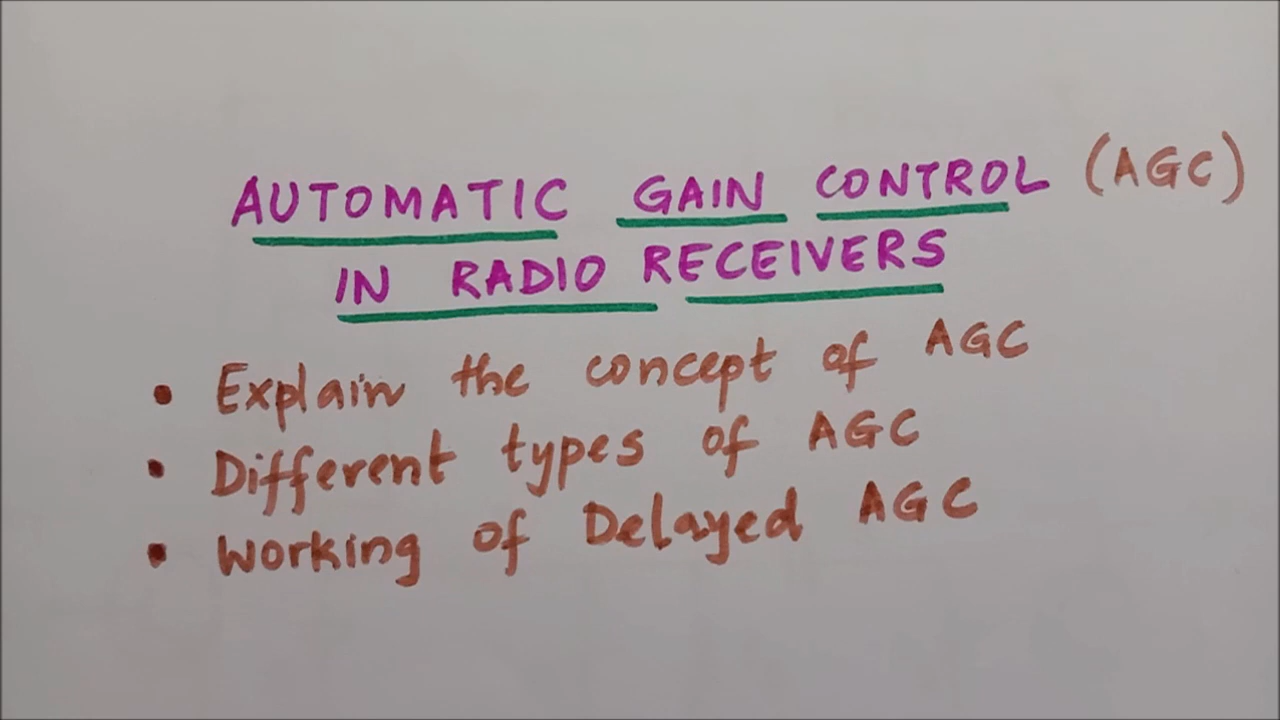 AUTOMATIC GAIN CONTROL (AGC)
IN RADIO RECEIVERS
• Explain the concept of AGC
• Different types of AGC
• Working of Delayed AGC